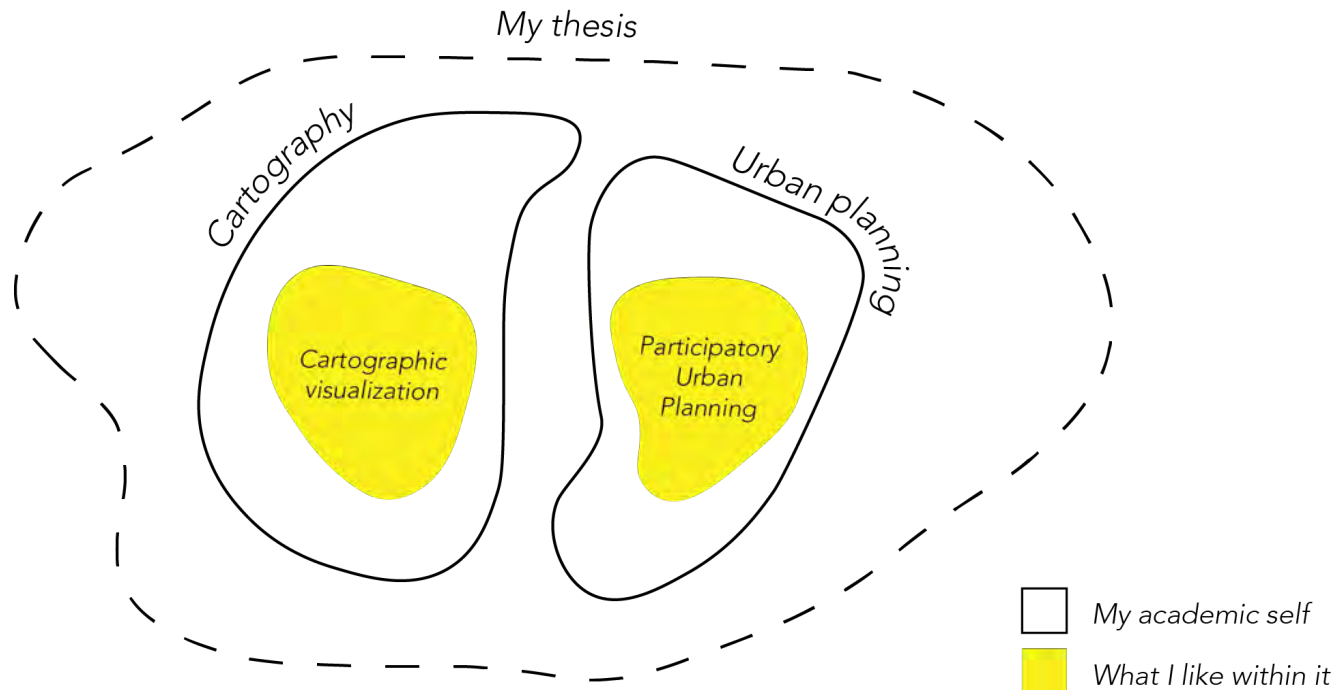 My thesis
Cartography
Urban planning
Cartographic
visualization
Participatory
Urban
Planning
My academic self
What I like within it